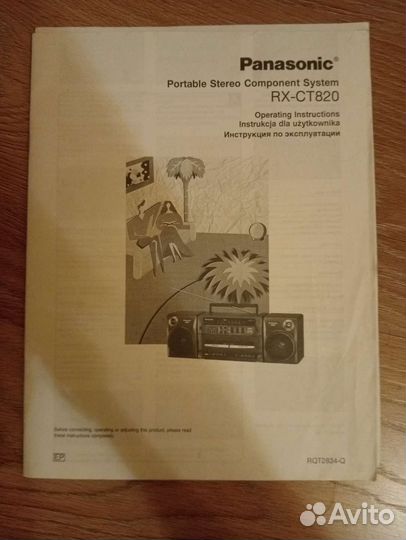 Panasonic®
Portable Stereo Component System
RX-CT820
Operating Instructions
Instrukcja dla użytkownika
Инструкция по эксплуатации
Before connecting, operating or adjusting this product, please read
these instructions completely.
EP
RQT2834-Q
Avito